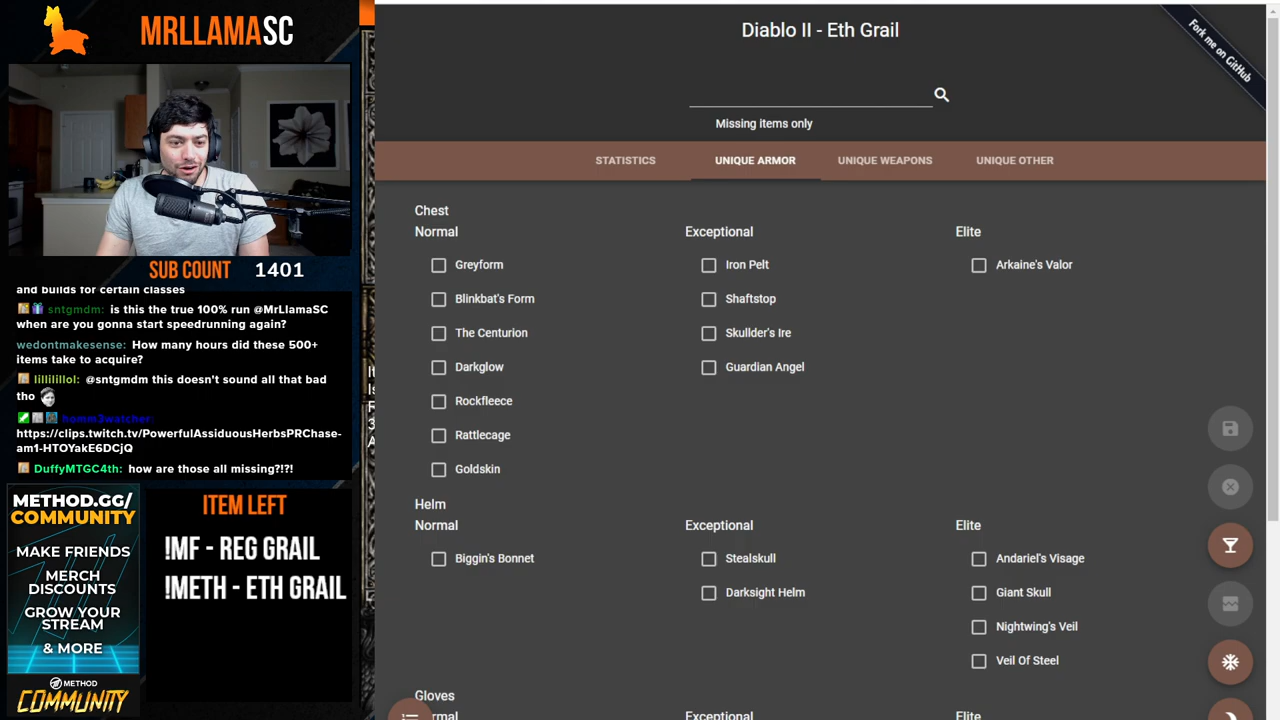 MRLLAMASC
SUB COUNT 1401
and builds for certain classes
sntgmdm: is this the true 100% run @MrLlamaSC
when are you gonna start speedrunning again?
wedontmakesense: How many hours did these 500+
items take to acquire?
lillilillol: @sntgmdm this doesn't sound all that bad
tho
https://clips.twitch.tv/PowerfulAssiduousHerbsPRChase-
am1-HTOYakE6DCjQ
DuffyMTGC4th: how are those all missing?!?!
METHOD.GG/
COMMUNITY
MAKE FRIENDS
MERCH
DISCOUNTS
GROW YOUR
STREAM
& MORE
METHOD
COMMUNITY
ITEM LEFT
!MF - REG GRAIL
!METH - ETH GRAIL
Diablo II - Eth Grail
Fork me on GitHub
Missing items only
STATISTICS UNIQUE ARMOR UNIQUE WEAPONS UNIQUE OTHER
Chest
Normal Exceptional Elite
Greyform Iron Pelt Arkaine's Valor
Blinkbat's Form Shaftstop
The Centurion Skullder's Ire
Darkglow Guardian Angel
Rockfleece
Rattlecage
Goldskin
Helm
Normal Exceptional Elite
Biggin's Bonnet Stealskull Andariel's Visage
Darksight Helm Giant Skull
Nightwing's Veil
Veil Of Steel
Gloves
Normal Exceptional Elite